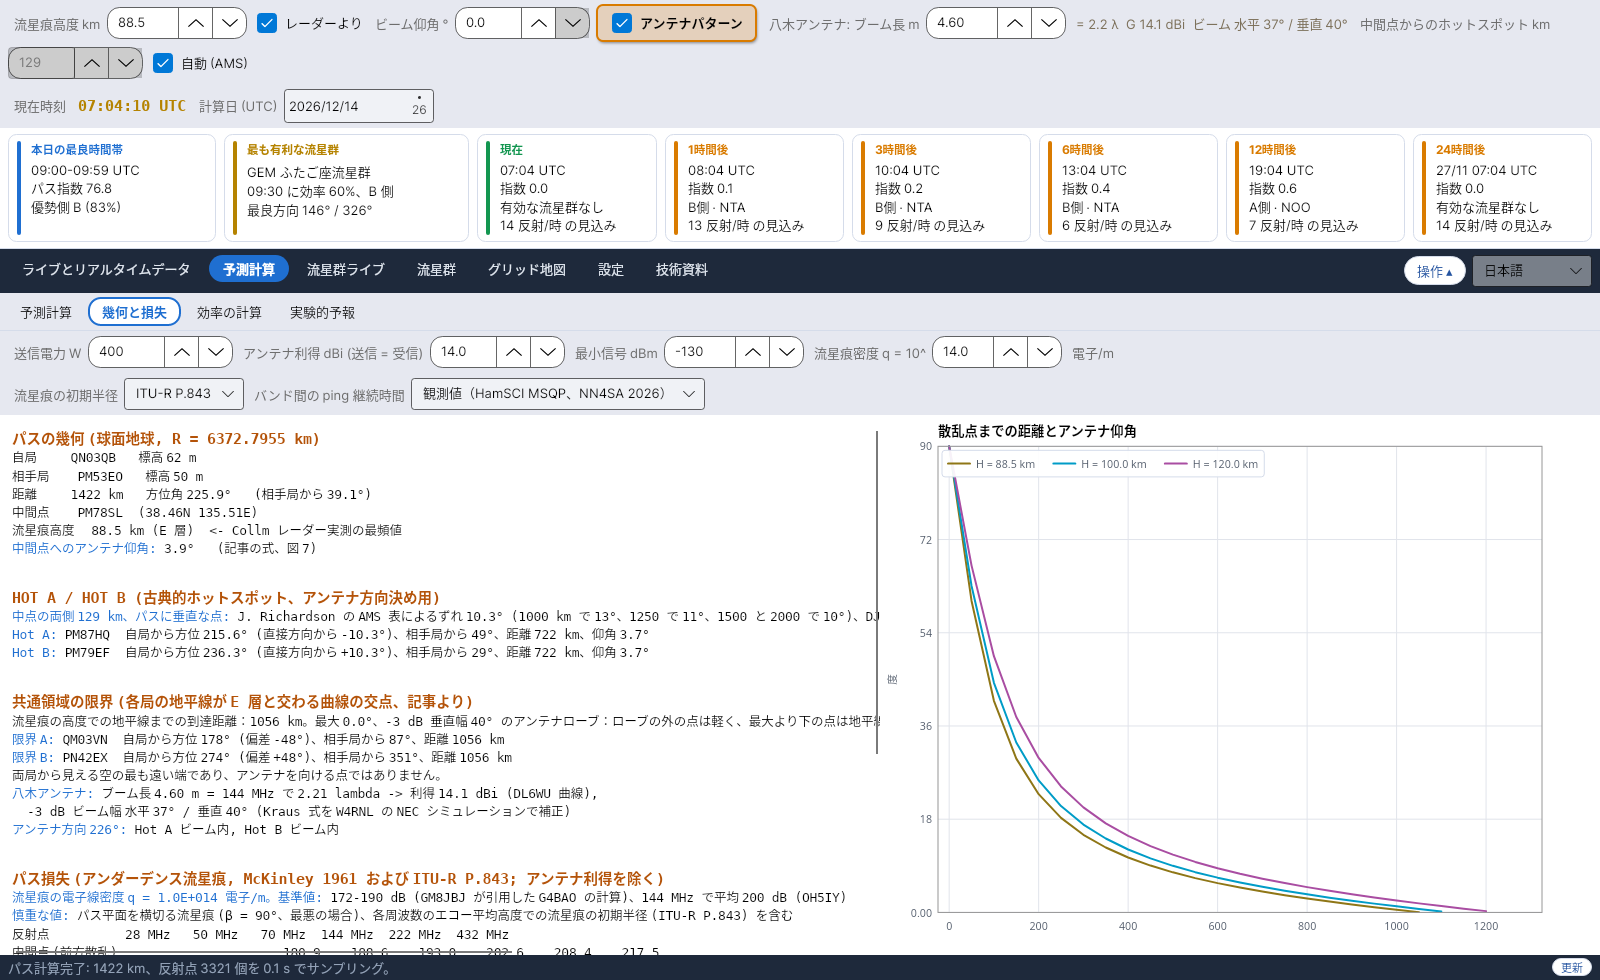 流星痕高度 km 88.5 レーダーより ビーム仰角 ° 0.0 アンテナパターン 八木アンテナ: ブーム長 m 4.60 = 2.2 λ G 14.1 dBi ビーム 水平 37° / 垂直 40° 中間点からのホットスポット km
129 自動 (AMS)
現在時刻 07:04:10 UTC 計算日 (UTC) 2026/12/14 26
本日の最良時間帯
09:00-09:59 UTC
パス指数 76.8
優勢側 B (83%)
最も有利な流星群
GEM ふたご座流星群
09:30 に効率 60%、B 側
最良方向 146° / 326°
現在
07:04 UTC
指数 0.0
有効な流星群なし
14 反射/時 の見込み
1時間後
08:04 UTC
指数 0.1
B側 · NTA
13 反射/時 の見込み
3時間後
10:04 UTC
指数 0.2
B側 · NTA
9 反射/時 の見込み
6時間後
13:04 UTC
指数 0.4
B側 · NTA
6 反射/時 の見込み
12時間後
19:04 UTC
指数 0.6
A側 · NOO
7 反射/時 の見込み
24時間後
27/11 07:04 UTC
指数 0.0
有効な流星群なし
14 反射/時 の見込み
ライブとリアルタイムデータ 予測計算 流星群ライブ 流星群 グリッド地図 設定 技術資料 操作 ▴ 日本語
予測計算 幾何と損失 効率の計算 実験的予報
送信電力 W 400 アンテナ利得 dBi (送信 = 受信) 14.0 最小信号 dBm -130 流星痕密度 q = 10^ 14.0 電子/m
流星痕の初期半径 ITU-R P.843 バンド間の ping 継続時間 観測値（HamSCI MSQP、NN4SA 2026）
パスの幾何 (球面地球, R = 6372.7955 km)
自局 QN03QB 標高 62 m
相手局 PM53EO 標高 50 m
距離 1422 km 方位角 225.9° (相手局から 39.1°)
中間点 PM78SL (38.46N 135.51E)
流星痕高度 88.5 km (E 層) <- Collm レーダー実測の最頻値
中間点へのアンテナ仰角: 3.9° (記事の式、図 7)
HOT A / HOT B (古典的ホットスポット、アンテナ方向決め用)
中点の両側 129 km、パスに垂直な点: J. Richardson の AMS 表によるずれ 10.3° (1000 km で 13°、1250 で 11°、1500 と 2000 で 10°)、DJ
Hot A: PM87HQ 自局から方位 215.6° (直接方向から -10.3°)、相手局から 49°、距離 722 km、仰角 3.7°
Hot B: PM79EF 自局から方位 236.3° (直接方向から +10.3°)、相手局から 29°、距離 722 km、仰角 3.7°
共通領域の限界 (各局の地平線が E 層と交わる曲線の交点、記事より)
流星痕の高度での地平線までの到達距離：1056 km。最大 0.0°、-3 dB 垂直幅 40° のアンテナローブ：ローブの外の点は軽く、最大より下の点は地平
限界 A: QM03VN 自局から方位 178° (偏差 -48°)、相手局から 87°、距離 1056 km
限界 B: PN42EX 自局から方位 274° (偏差 +48°)、相手局から 351°、距離 1056 km
両局から見える空の最も遠い端であり、アンテナを向ける点ではありません。
八木アンテナ: ブーム長 4.60 m = 144 MHz で 2.21 lambda -> 利得 14.1 dBi (DL6WU 曲線),
-3 dB ビーム幅 水平 37° / 垂直 40° (Kraus 式を W4RNL の NEC シミュレーションで補正)
アンテナ方向 226°: Hot A ビーム内, Hot B ビーム内
パス損失 (アンダーデンス流星痕, McKinley 1961 および ITU-R P.843; アンテナ利得を除く)
流星痕の電子線密度 q = 1.0E+014 電子/m。基準値: 172-190 dB (GM8JBJ が引用した G4BAO の計算)、144 MHz で平均 200 dB (OH5IY)
慎重な値: パス平面を横切る流星痕 (β = 90°、最悪の場合)、各周波数のエコー平均高度での流星痕の初期半径 (ITU-R P.843) を含む
反射点 28 MHz 50 MHz 70 MHz 144 MHz 222 MHz 432 MHz
中間点 (前方散乱) 180.9 188.6 193.8 202.6 208.4 217.5
散乱点までの距離とアンテナ仰角
H = 88.5 km H = 100.0 km H = 120.0 km
90
72
54
36
18
0.00
度
0 200 400 600 800 1000 1200
パス計算完了: 1422 km、反射点 3321 個を 0.1 s でサンプリング。 更新